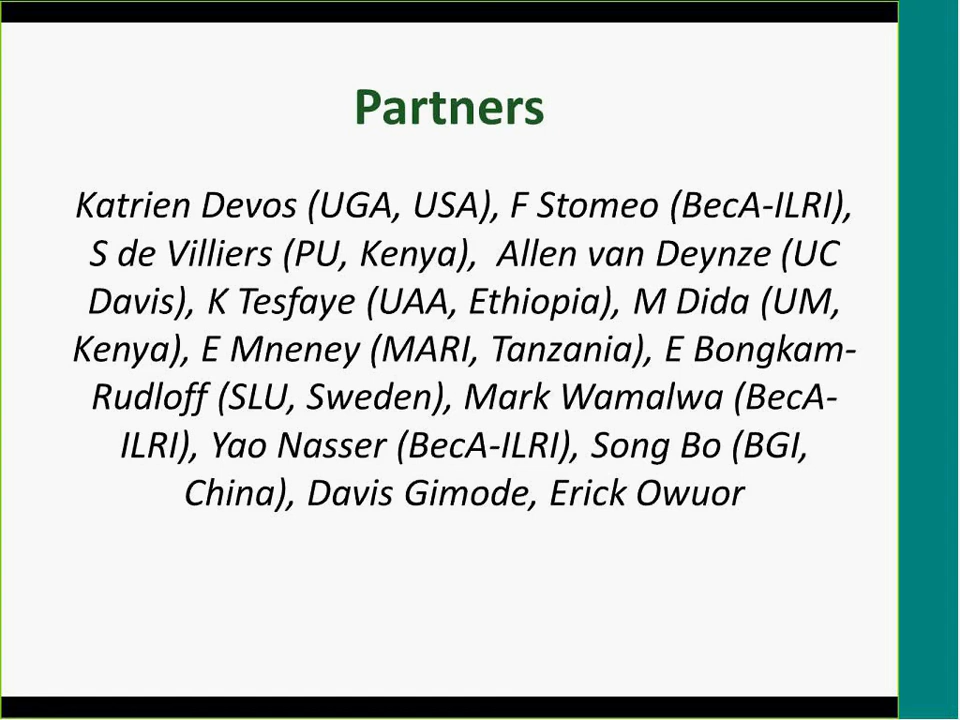 Partners
Katrien Devos (UGA, USA), F Stomeo (BecA-ILRI),
S de Villiers (PU, Kenya),  Allen van Deynze (UC
Davis), K Tesfaye (UAA, Ethiopia), M Dida (UM,
Kenya), E Mneney (MARI, Tanzania), E Bongkam-
Rudloff (SLU, Sweden), Mark Wamalwa (BecA-
ILRI), Yao Nasser (BecA-ILRI), Song Bo (BGI,
China), Davis Gimode, Erick Owuor